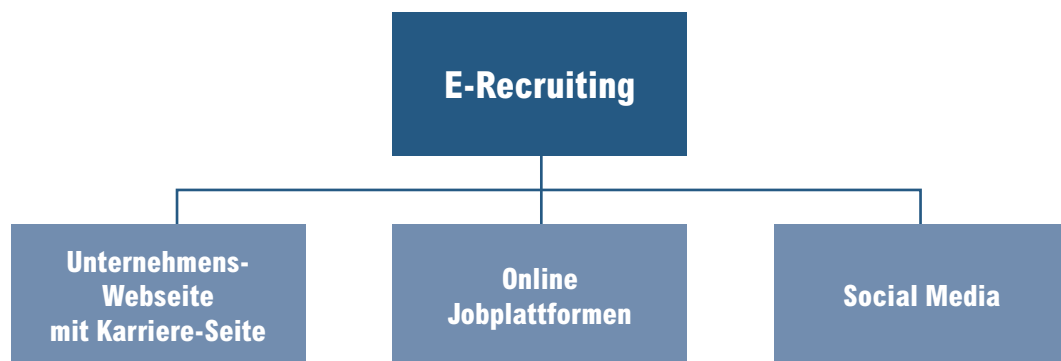 E-Recruiting
Unternehmens-
Webseite
mit Karriere-Seite
Online
Jobplattformen
Social Media